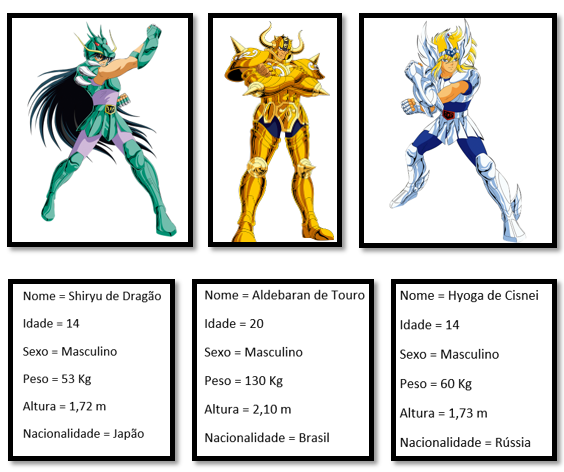 Nome = Shiryu de Dragão
Idade = 14
Sexo = Masculino
Peso = 53 Kg
Altura = 1,72 m
Nacionalidade = Japão
Nome = Aldebaran de Touro
Idade = 20
Sexo = Masculino
Peso = 130 Kg
Altura = 2,10 m
Nacionalidade = Brasil
Nome = Hyoga de Cisnei
Idade = 14
Sexo = Masculino
Peso = 60 Kg
Altura = 1,73 m
Nacionalidade = Rússia